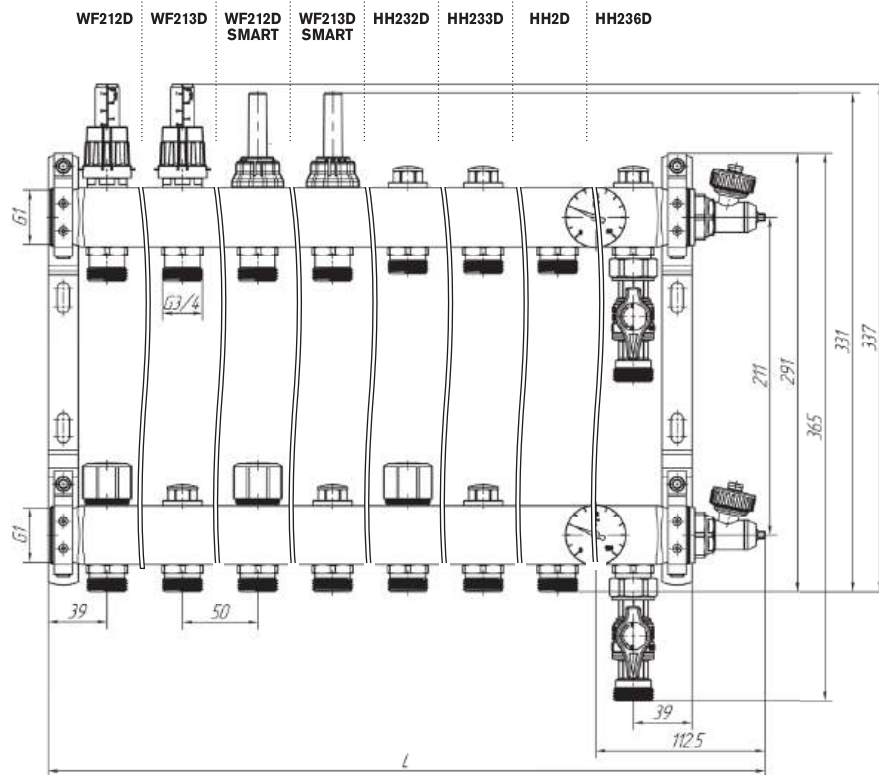 WF212D
WF213D
WF212D
SMART
WF213D
SMART
HH232D
HH233D
HH2D
HH236D
G1
G3/4
211
291
365
331
337
G1
39
50
39
112.5
L